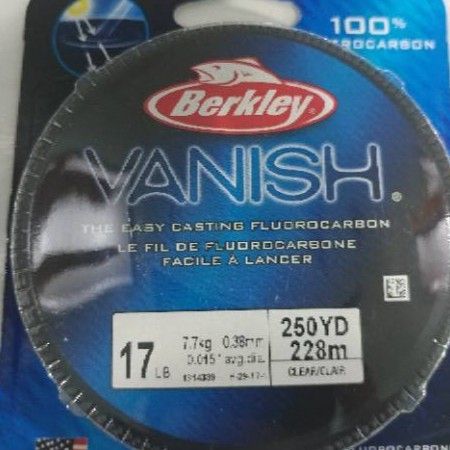 100%
Berkley
VANISH
THE EASY CASTING FLUOROCARBON
LE FIL DE FLUOROCARBONE
FACILE À LANCER
17 LB
7.7kg 0.38mm
0.015" avg.dia.
250YD
228m
CLEAR/CLAIR